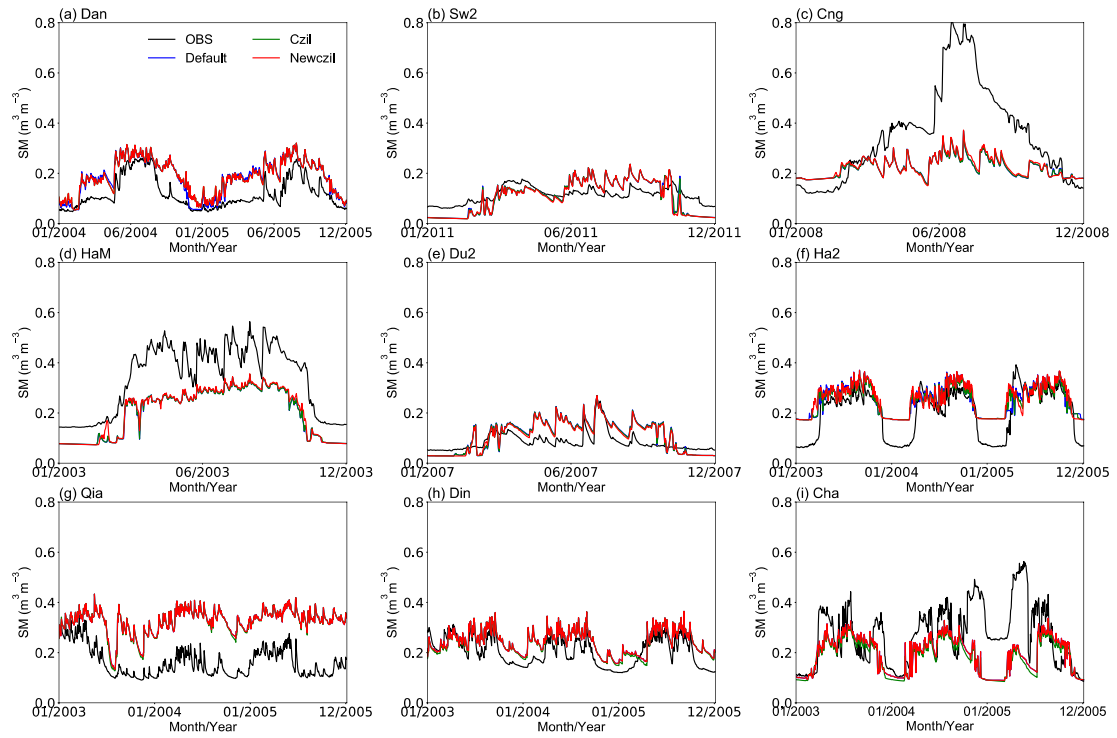 (a) Dan
OBS
Default
Czil
Newczil
SM (m³ m⁻³)
0.8
0.6
0.4
0.2
0.0
01/2004
06/2004
01/2005
06/2005
12/2005
Month/Year
(b) Sw2
SM (m³ m⁻³)
0.8
0.6
0.4
0.2
0.0
01/2011
06/2011
12/2011
Month/Year
(c) Cng
SM (m³ m⁻³)
0.8
0.6
0.4
0.2
0.0
01/2008
06/2008
12/2008
Month/Year
(d) HaM
SM (m³ m⁻³)
0.8
0.6
0.4
0.2
0.0
01/2003
06/2003
12/2003
Month/Year
(e) Du2
SM (m³ m⁻³)
0.8
0.6
0.4
0.2
0.0
01/2007
06/2007
12/2007
Month/Year
(f) Ha2
SM (m³ m⁻³)
0.8
0.6
0.4
0.2
0.0
01/2003
01/2004
01/2005
12/2005
Month/Year
(g) Qia
SM (m³ m⁻³)
0.8
0.6
0.4
0.2
0.0
01/2003
01/2004
01/2005
12/2005
Month/Year
(h) Din
SM (m³ m⁻³)
0.8
0.6
0.4
0.2
0.0
01/2003
01/2004
01/2005
12/2005
Month/Year
(i) Cha
SM (m³ m⁻³)
0.8
0.6
0.4
0.2
0.0
01/2003
01/2004
01/2005
12/2005
Month/Year